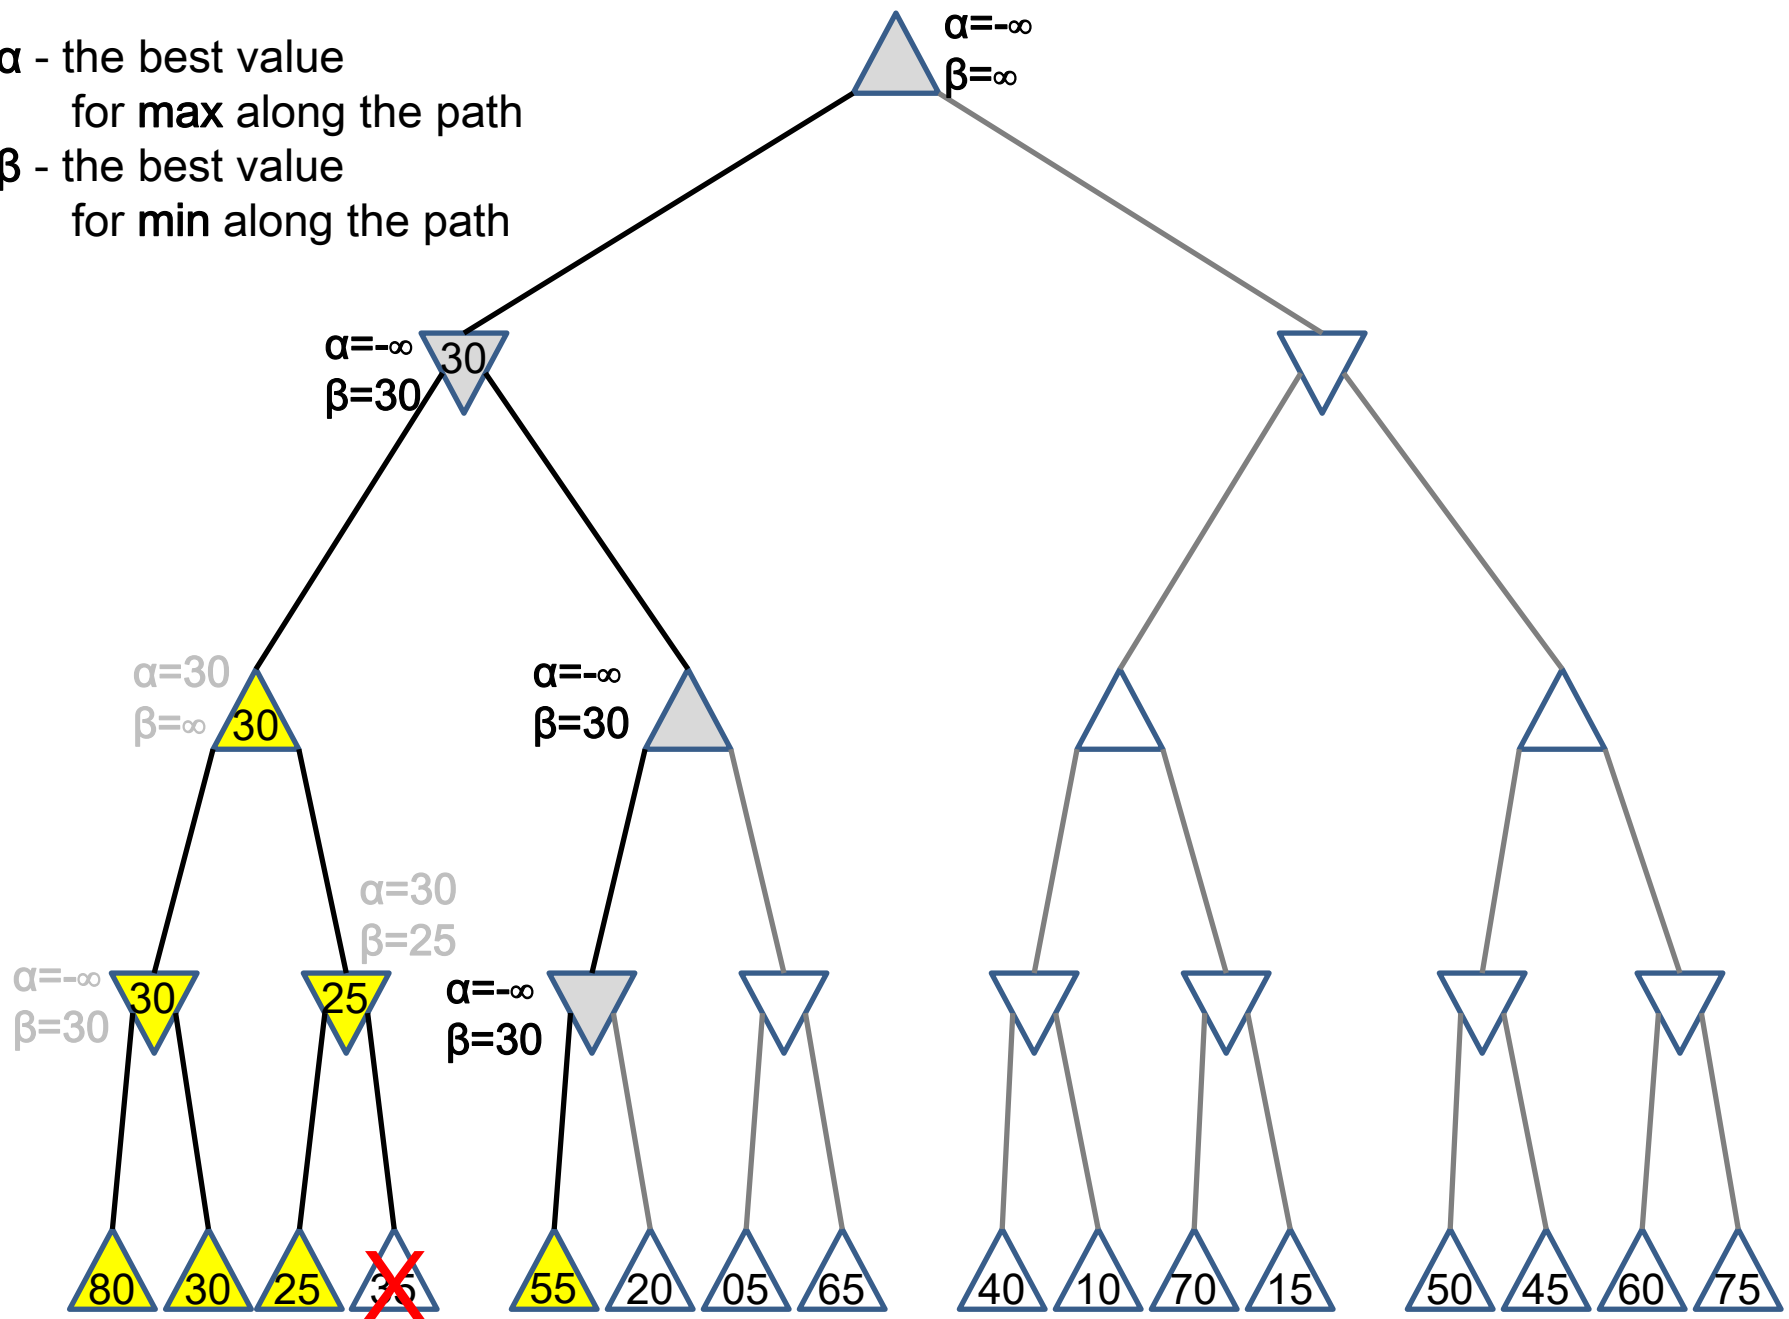 α - the best value
for max along the path
β - the best value
for min along the path
α=-∞
β=∞
α=-∞
β=30
30
α=30
β=∞
30
α=-∞
β=30
α=30
β=25
α=-∞
β=30
30
25
α=-∞
β=30
80 30 25 35 55 20 05 65 40 10 70 15 50 45 60 75